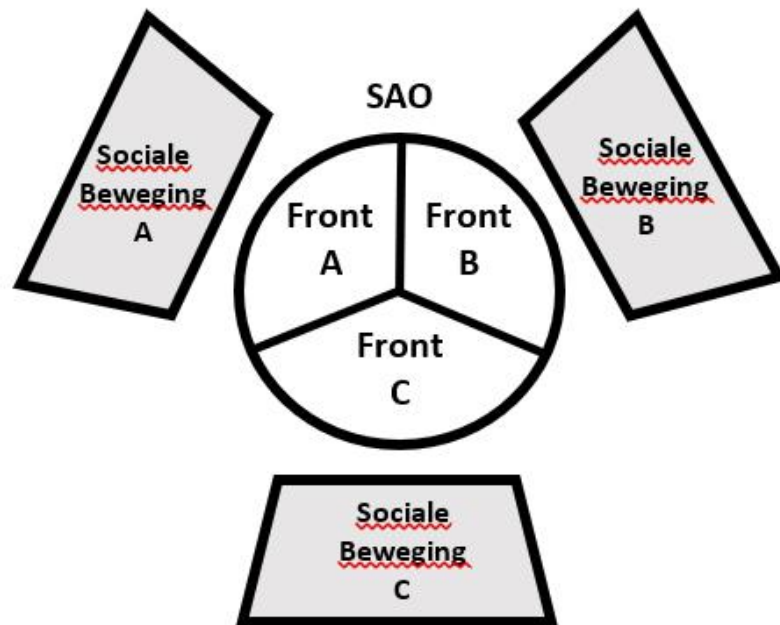 SAO
Sociale
Beweging
A
Front
A
Front
B
Sociale
Beweging
B
Front
C
Sociale
Beweging
C